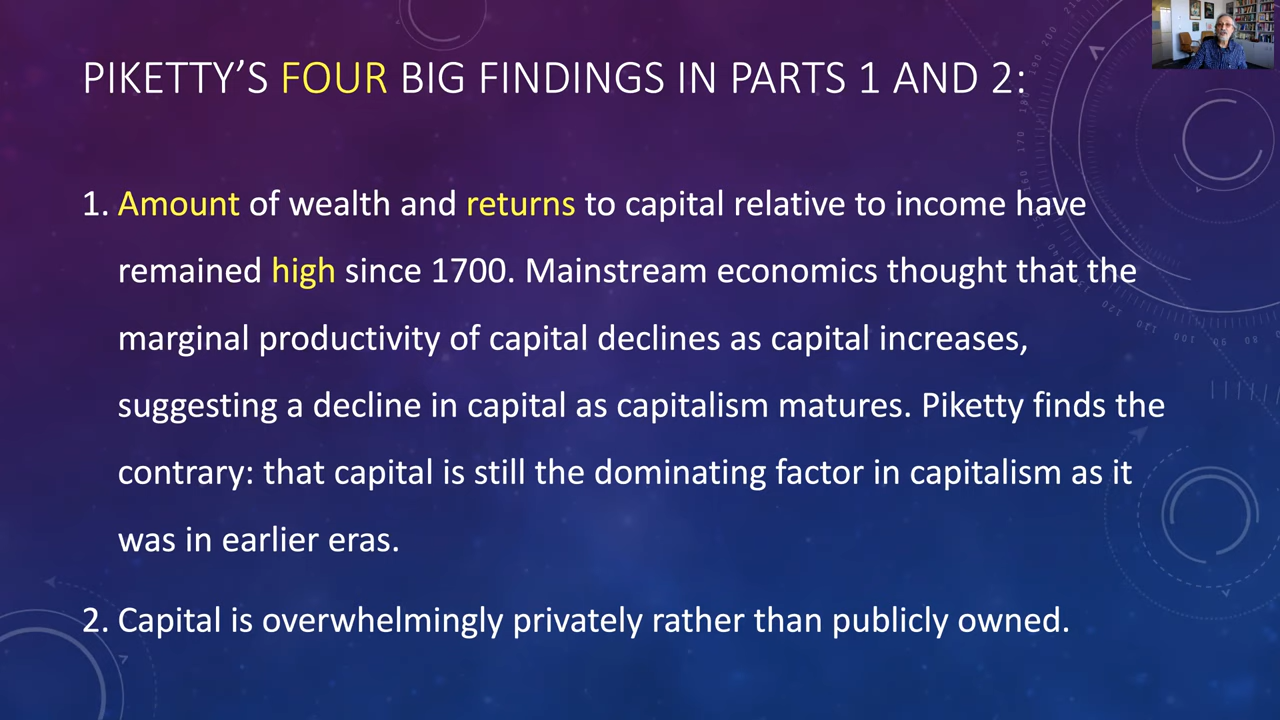 PIKETTY'S FOUR BIG FINDINGS IN PARTS 1 AND 2:
1. Amount of wealth and returns to capital relative to income have
remained high since 1700. Mainstream economics thought that the
marginal productivity of capital declines as capital increases,
suggesting a decline in capital as capitalism matures. Piketty finds the
contrary: that capital is still the dominating factor in capitalism as it
was in earlier eras.
2. Capital is overwhelmingly privately rather than publicly owned.